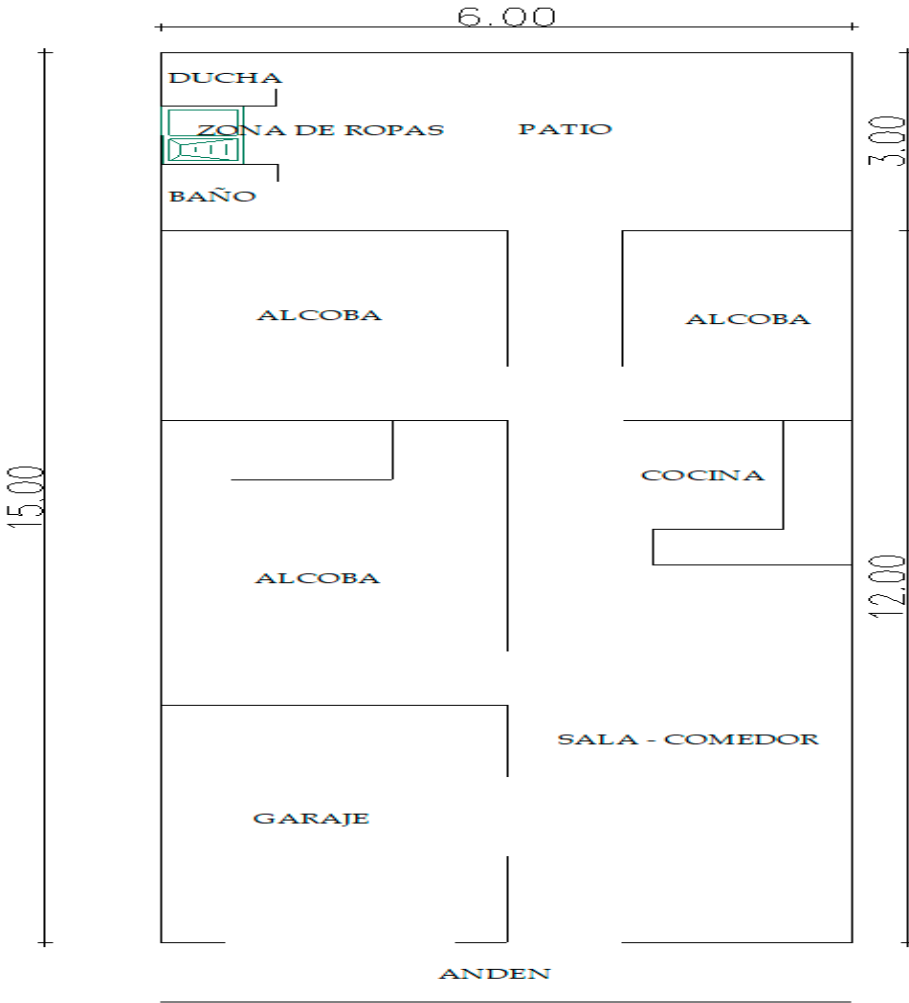 6.00
DUCHA
ZONA DE ROPAS
PATIO
3.00
BAÑO
ALCOBA
ALCOBA
COCINA
15.00
ALCOBA
12.00
SALA - COMEDOR
GARAJE
ANDEN